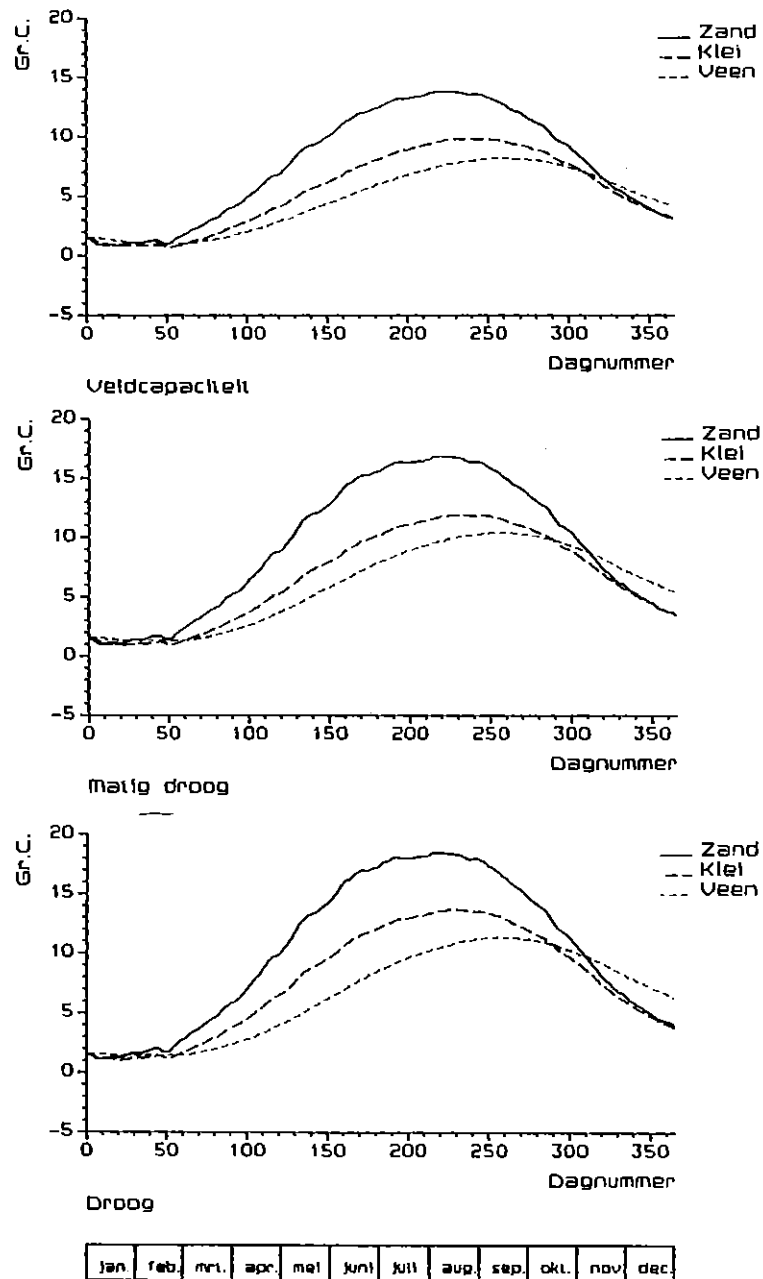 Gr.C.
20
15
10
5
0
-5
0 50 100 150 200 250 300 350
Zand
Klei
Veen
Dagnummer
Veldcapaciteit
Gr.C.
20
15
10
5
0
-5
0 50 100 150 200 250 300 350
Zand
Klei
Veen
Dagnummer
Matig droog
Gr.C.
20
15
10
5
0
-5
0 50 100 150 200 250 300 350
Zand
Klei
Veen
Dagnummer
Droog
jan. feb. mrt. apr. mei juni juli aug. sep. okt. nov. dec.